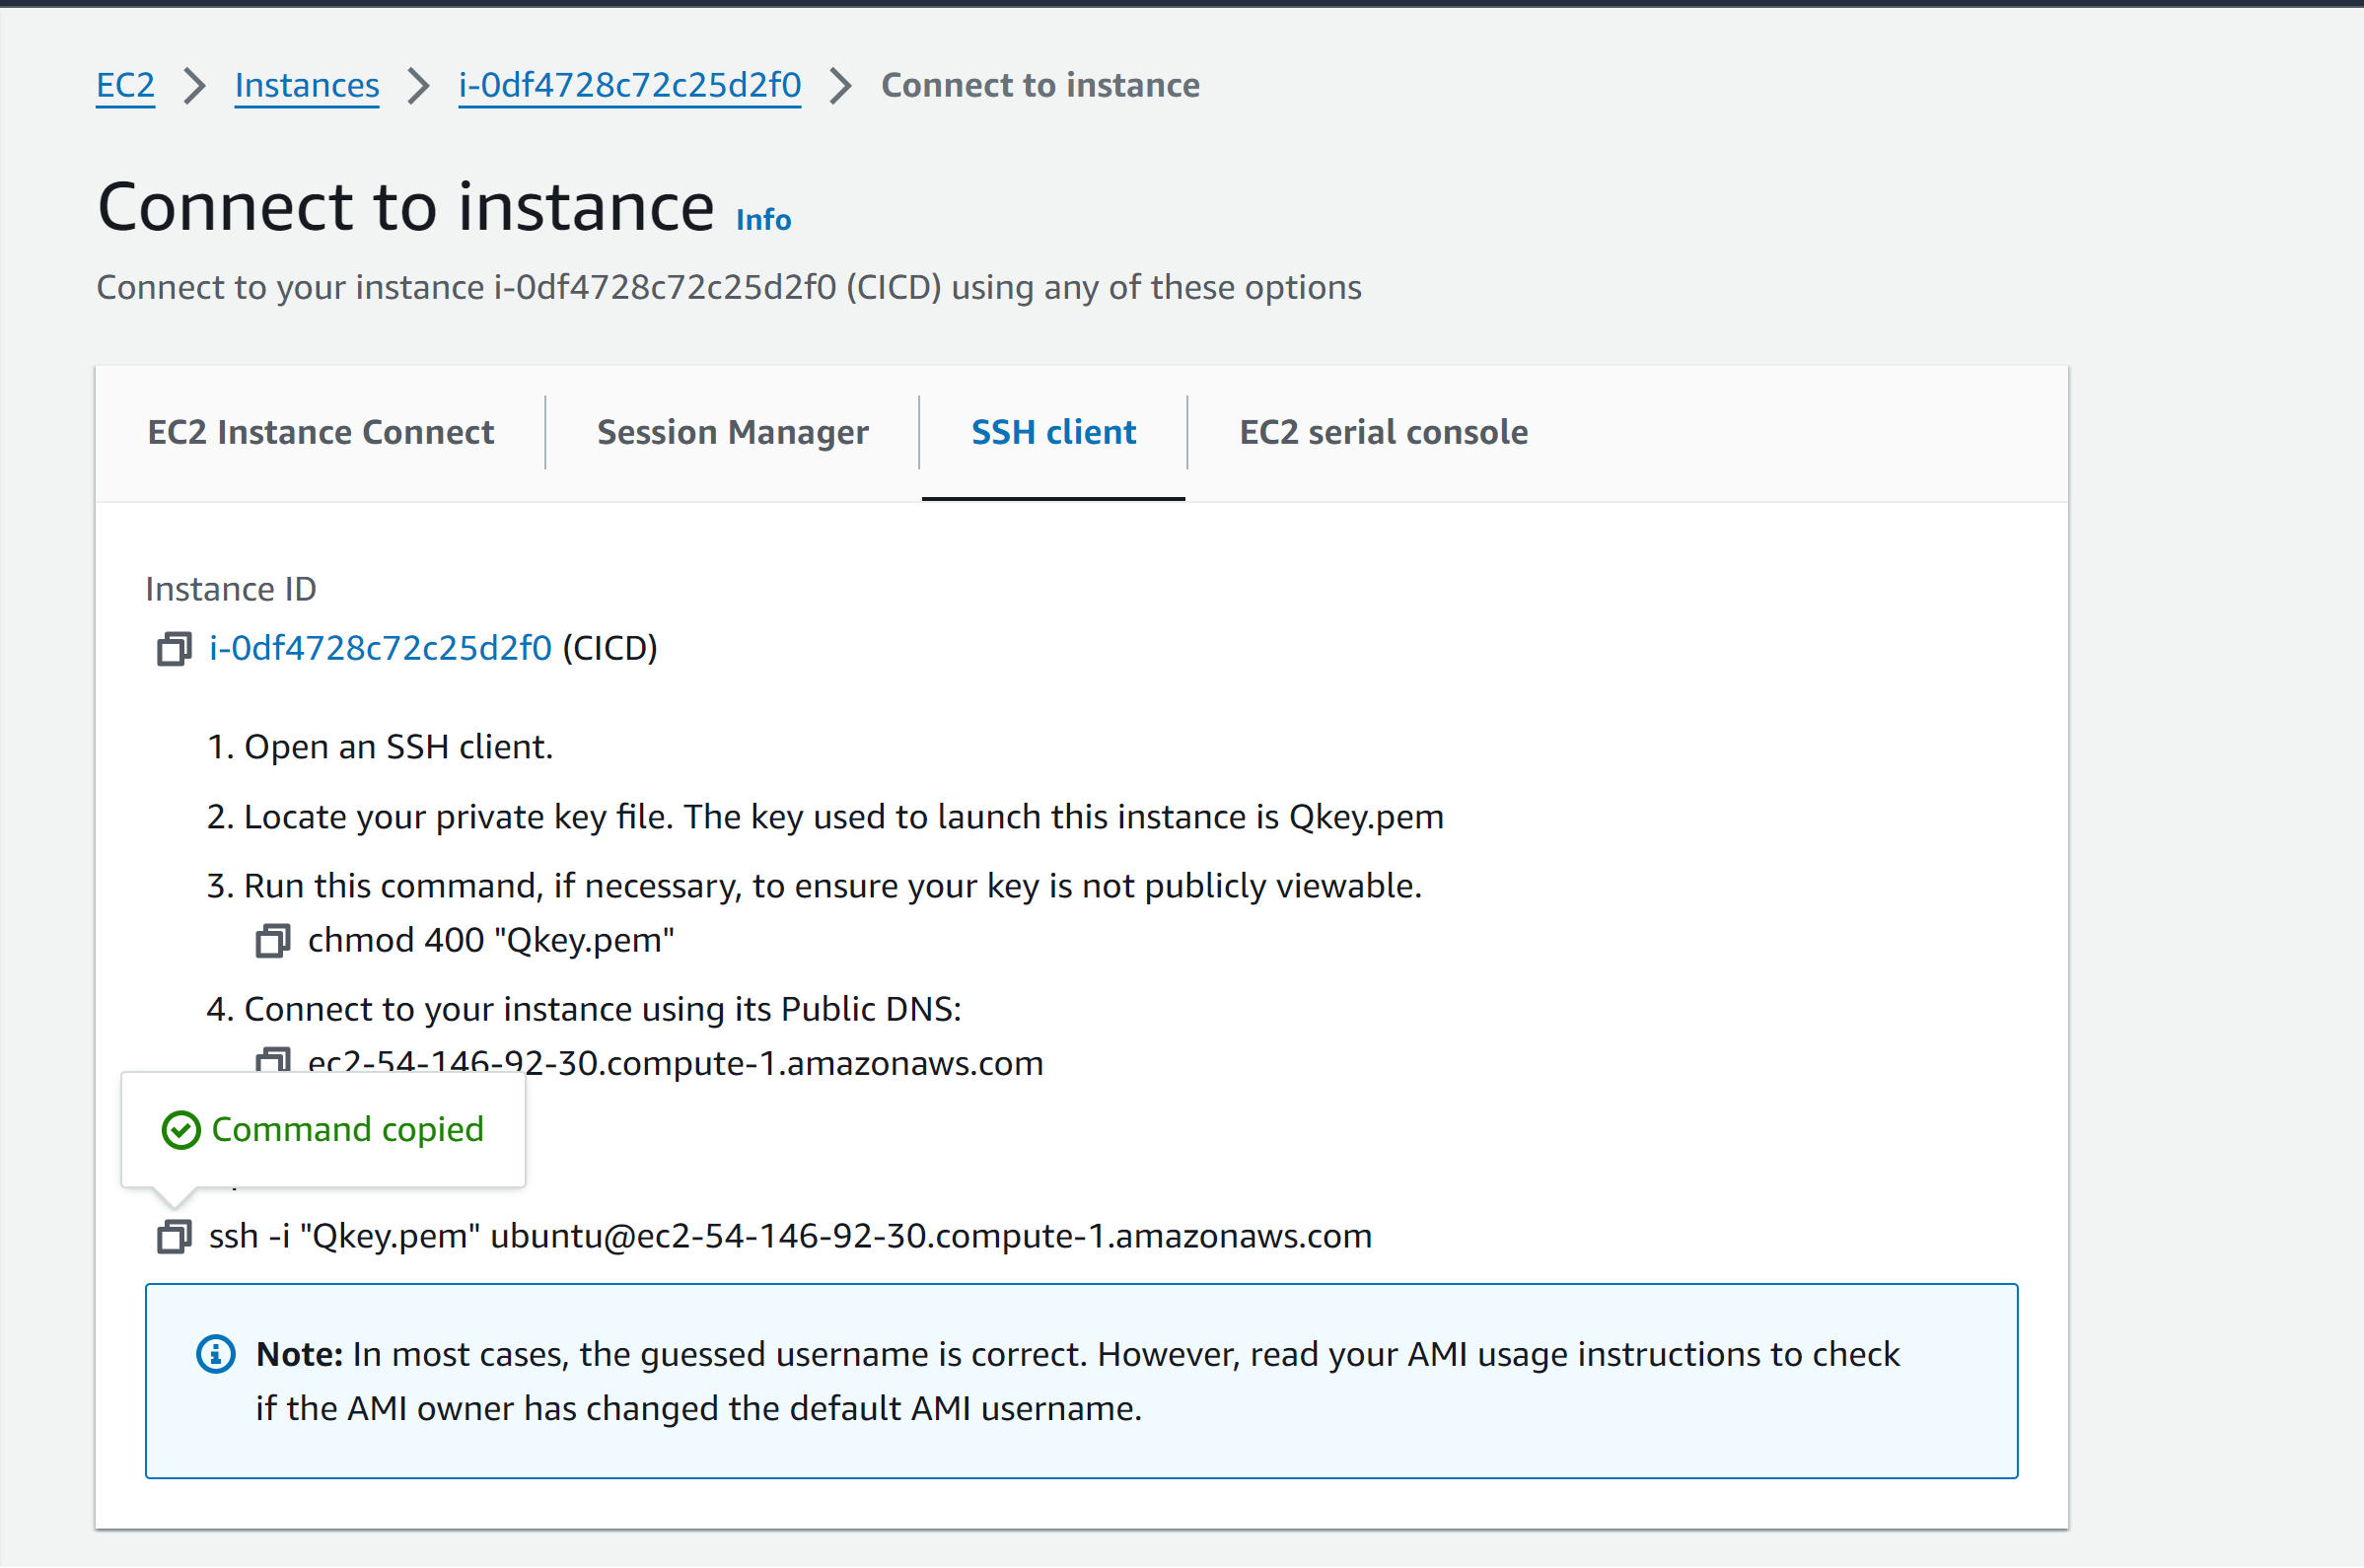 EC2 > Instances > i-0df4728c72c25d2f0 > Connect to instance
Connect to instance Info
Connect to your instance i-0df4728c72c25d2f0 (CICD) using any of these options
EC2 Instance Connect Session Manager SSH client EC2 serial console
Instance ID
i-0df4728c72c25d2f0 (CICD)
1. Open an SSH client.
2. Locate your private key file. The key used to launch this instance is Qkey.pem
3. Run this command, if necessary, to ensure your key is not publicly viewable.
chmod 400 "Qkey.pem"
4. Connect to your instance using its Public DNS:
ec2-54-146-92-30.compute-1.amazonaws.com
Command copied
ssh -i "Qkey.pem" ubuntu@ec2-54-146-92-30.compute-1.amazonaws.com
Note: In most cases, the guessed username is correct. However, read your AMI usage instructions to check
if the AMI owner has changed the default AMI username.